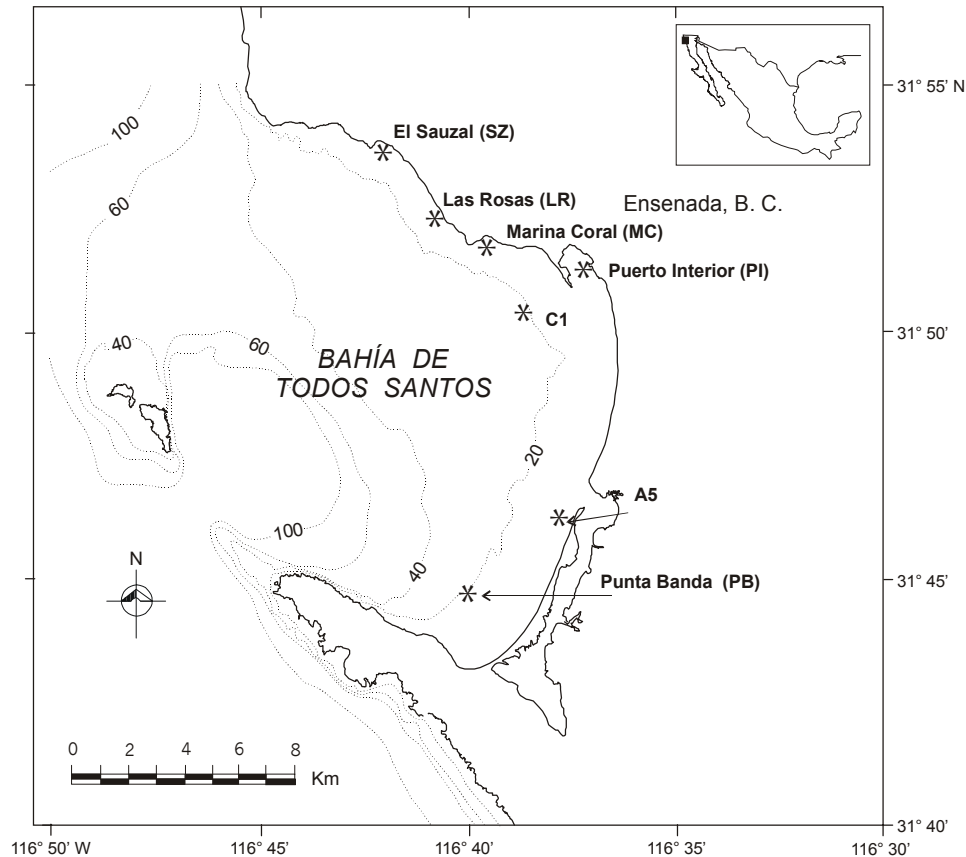 31° 55' N
100
El Sauzal (SZ)
60
Las Rosas (LR)
Ensenada, B. C.
Marina Coral (MC)
Puerto Interior (PI)
C1
31° 50'
40
60
BAHÍA DE
TODOS SANTOS
20
A5
100
N
40
Punta Banda (PB)
31° 45'
0 2 4 6 8
Km
31° 40'
116° 50' W
116° 45'
116° 40'
116° 35'
116° 30'